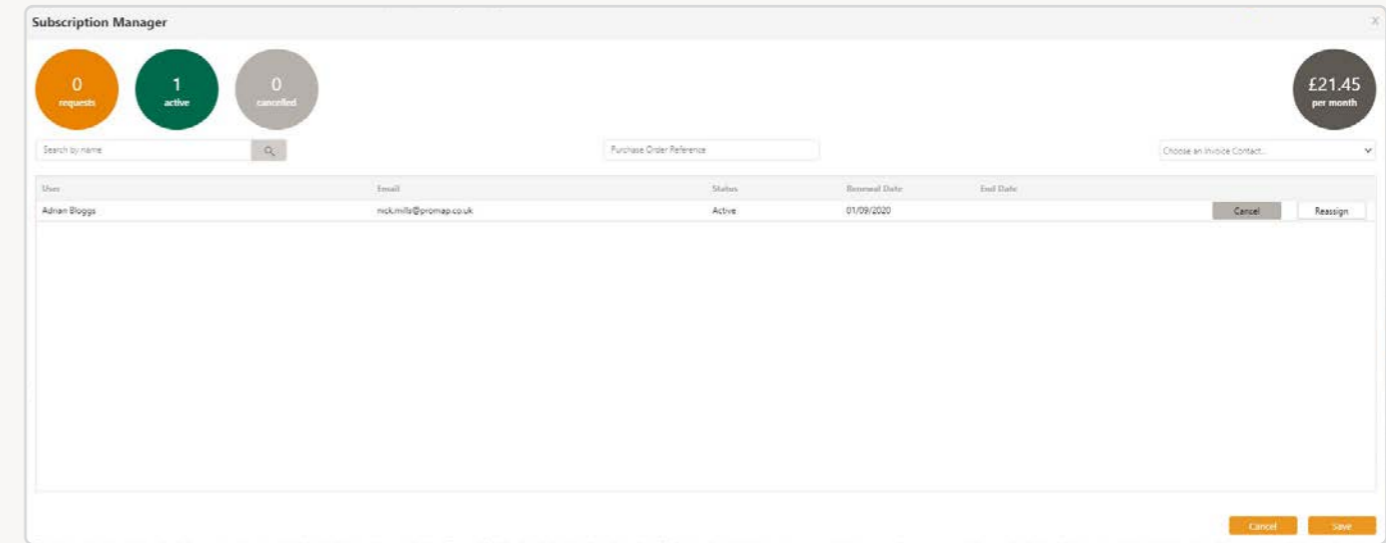 Subscription Manager X
0 1 0 £21.45
requests active cancelled per month
Search by name Purchase Order Reference Choose an Invoice Contact...
User Email Status Renewal Date End Date
Adrian Bloggs nick.mills@promap.co.uk Active 01/09/2020 Cancel Reassign
Cancel Save